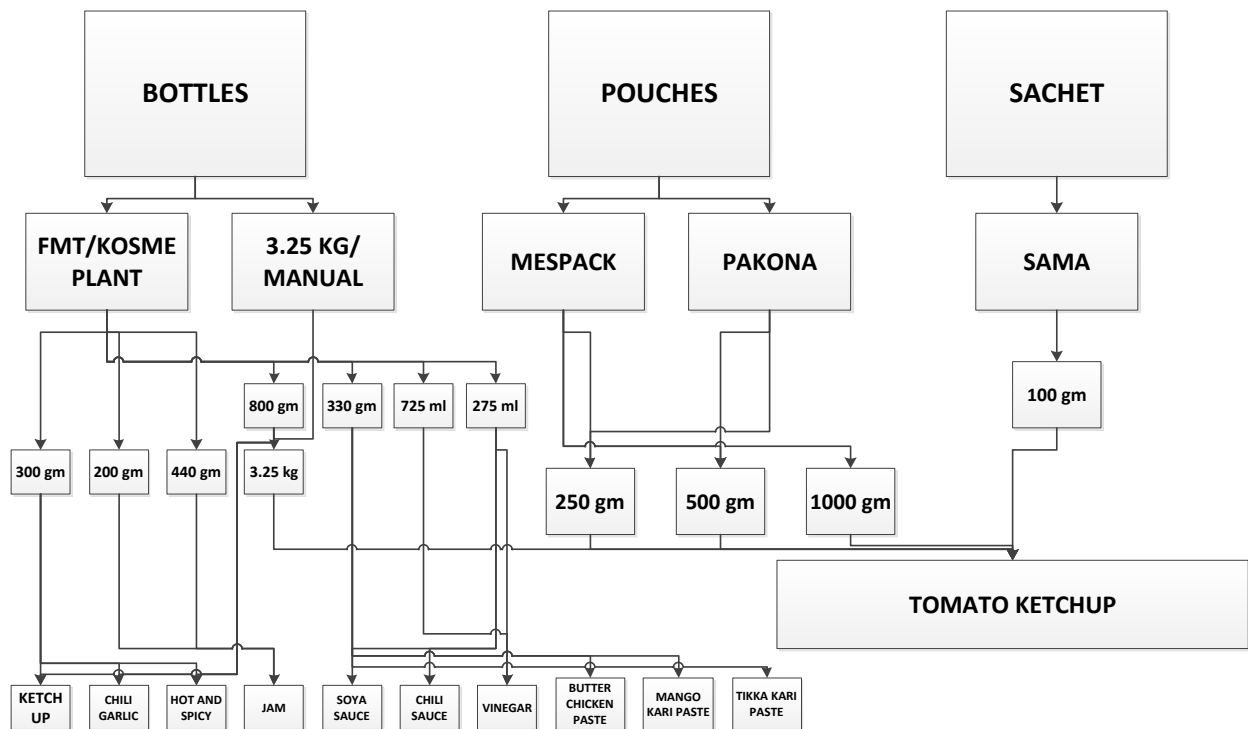 BOTTLES
POUCHES
SACHET
FMT/KOSME
PLANT
3.25 KG/
MANUAL
MESPACK
PAKONA
SAMA
800 gm
330 gm
725 ml
275 ml
100 gm
300 gm
200 gm
440 gm
3.25 kg
250 gm
500 gm
1000 gm
TOMATO KETCHUP
KETCH
UP
CHILI
GARLIC
HOT AND
SPICY
JAM
SOYA
SAUCE
CHILI
SAUCE
VINEGAR
BUTTER
CHICKEN
PASTE
MANGO
KARI PASTE
TIKKA KARI
PASTE